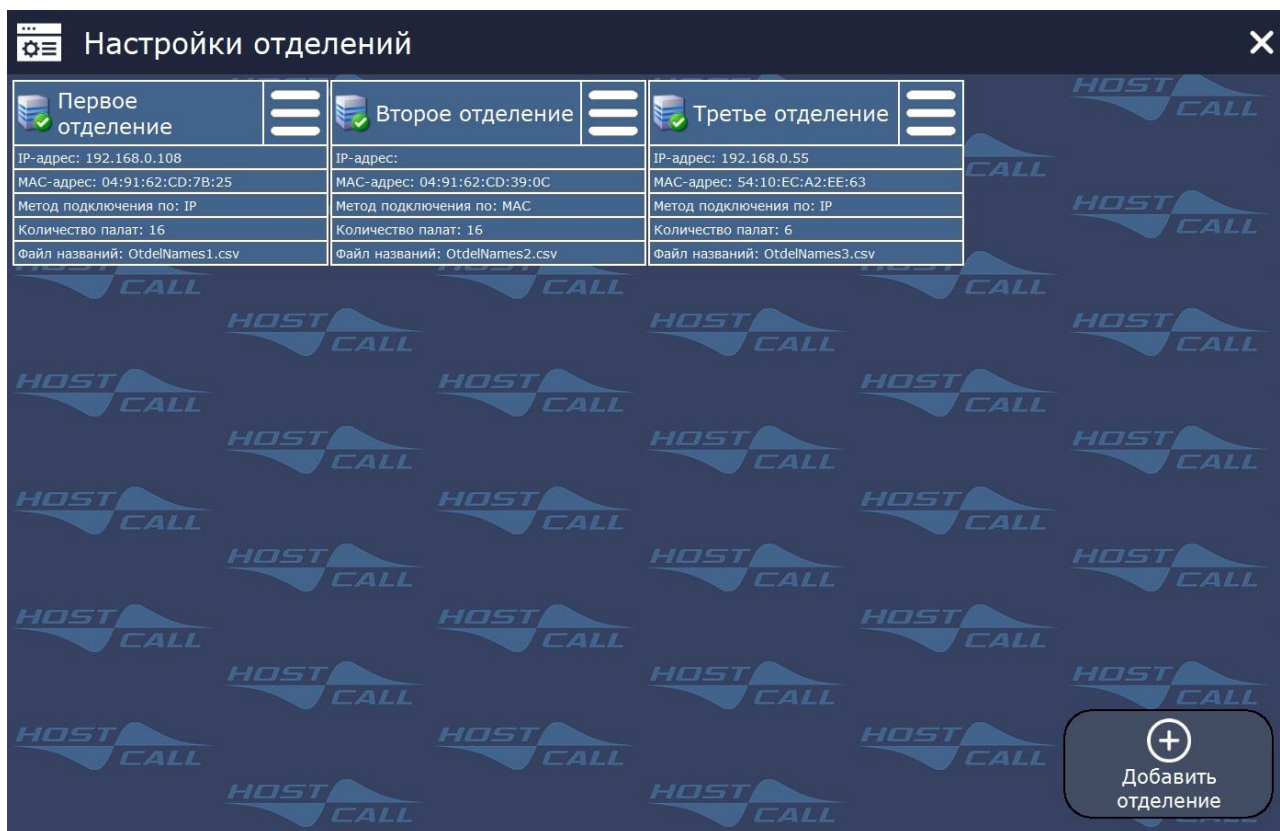 Настройки отделений
Первое
отделение
IP-адрес: 192.168.0.108
MAC-адрес: 04:91:62:CD:7B:25
Метод подключения по: IP
Количество палат: 16
Файл названий: OtdelNames1.csv
Второе отделение
IP-адрес:
MAC-адрес: 04:91:62:CD:39:0C
Метод подключения по: MAC
Количество палат: 16
Файл названий: OtdelNames2.csv
Третье отделение
IP-адрес: 192.168.0.55
MAC-адрес: 54:10:EC:A2:EE:63
Метод подключения по: IP
Количество палат: 6
Файл названий: OtdelNames3.csv
HOST
CALL
Добавить
отделение